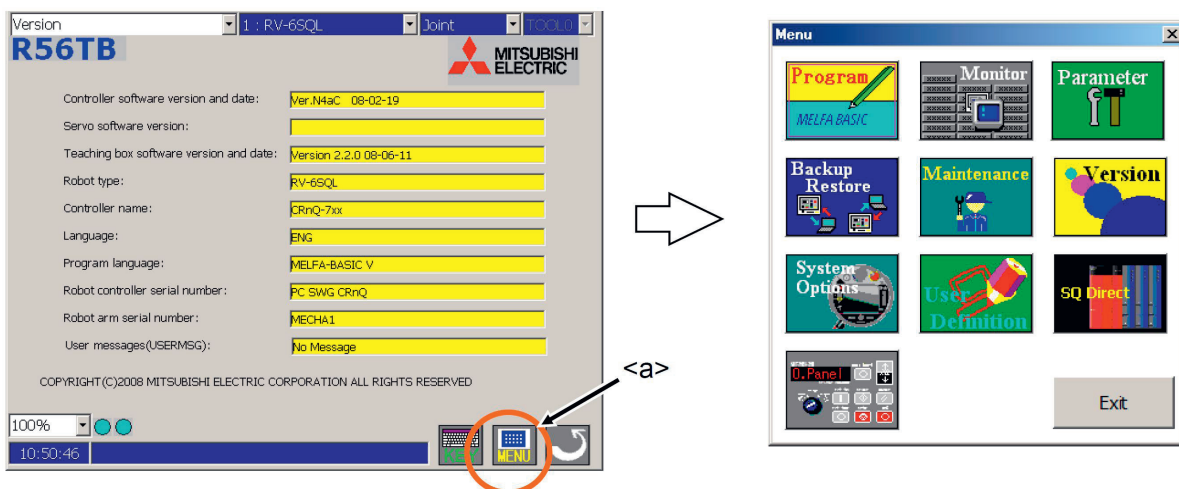 Version 1 : RV-6SQL Joint TOOL0
R56TB
MITSUBISHI
ELECTRIC
Controller software version and date: Ver.N4aC 08-02-19
Servo software version:
Teaching box software version and date: Version 2.2.0 08-06-11
Robot type: RV-6SQL
Controller name: CRnQ-7xx
Language: ENG
Program language: MELFA-BASIC V
Robot controller serial number: PC SWG CRnQ
Robot arm serial number: MECHA1
User messages(USERMSG): No Message
COPYRIGHT(C)2008 MITSUBISHI ELECTRIC CORPORATION ALL RIGHTS RESERVED
100%
10:50:46
KEY MENU
<a>
Menu
Program
MELFA BASIC
Monitor
Parameter
Backup
Restore
Maintenance
Version
System
Options
User
Definition
SQ Direct
O.Panel
Exit